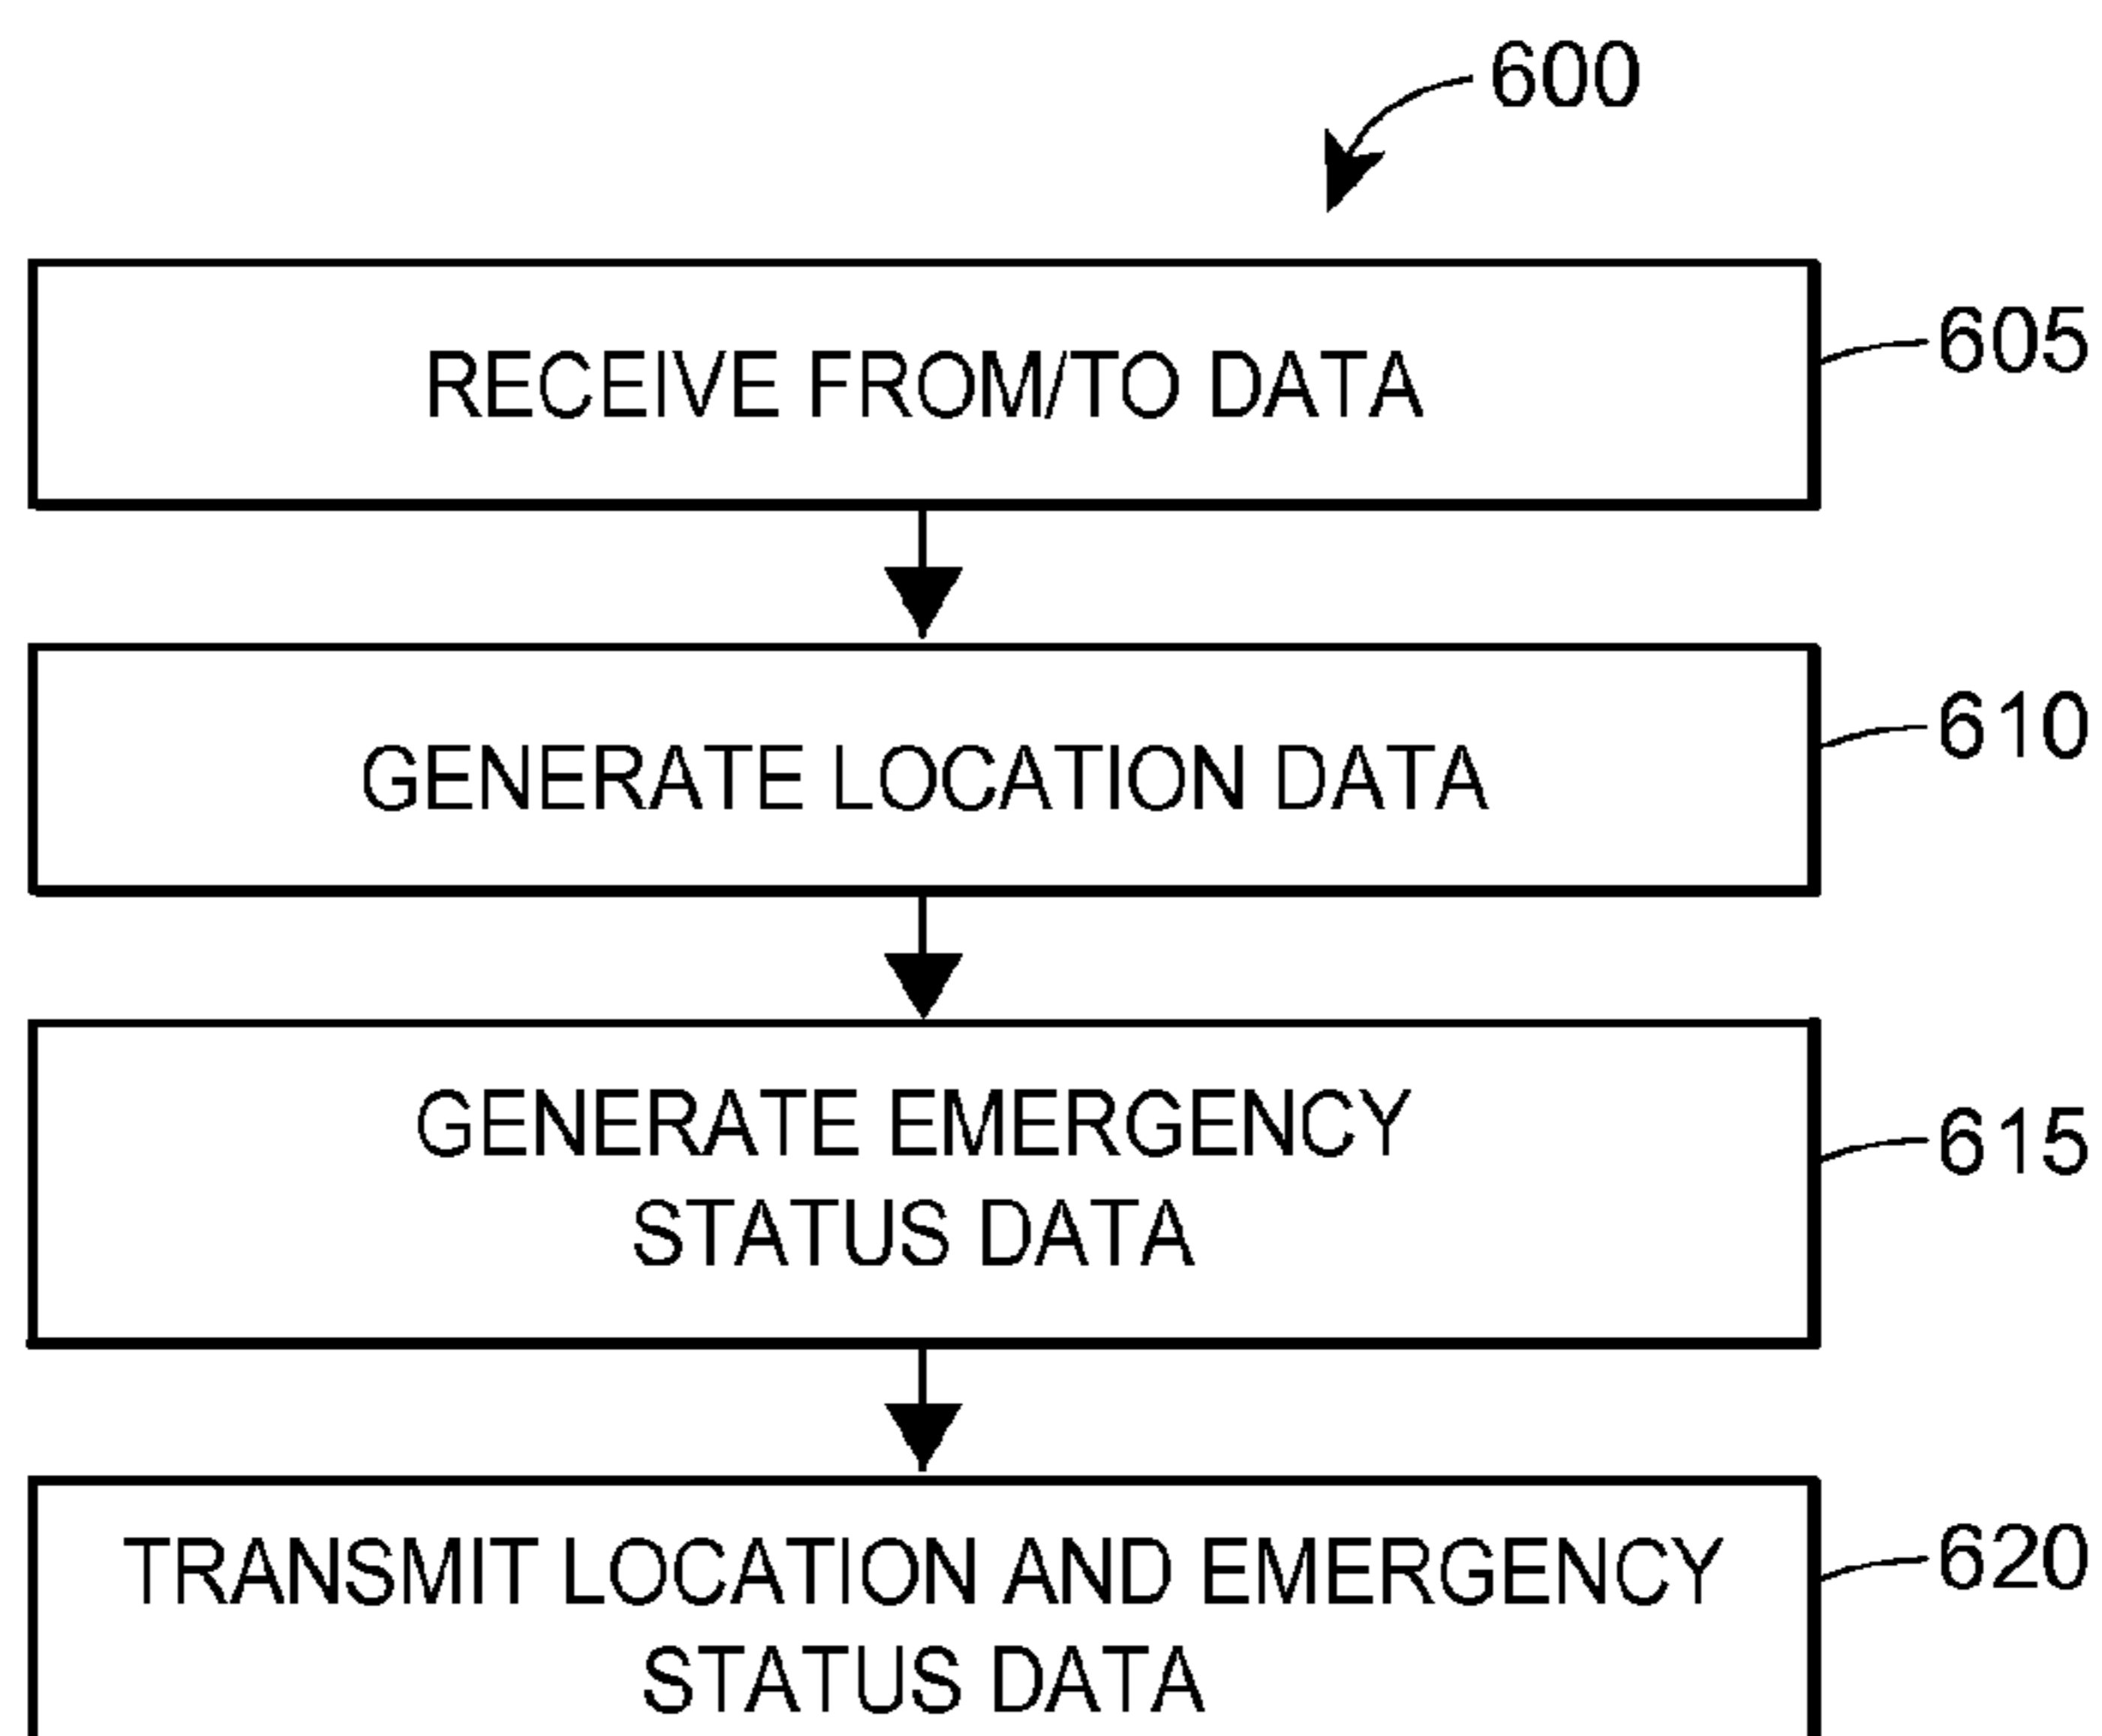 600
RECEIVE FROM/TO DATA
605
GENERATE LOCATION DATA
610
GENERATE EMERGENCY
STATUS DATA
615
TRANSMIT LOCATION AND EMERGENCY
STATUS DATA
620